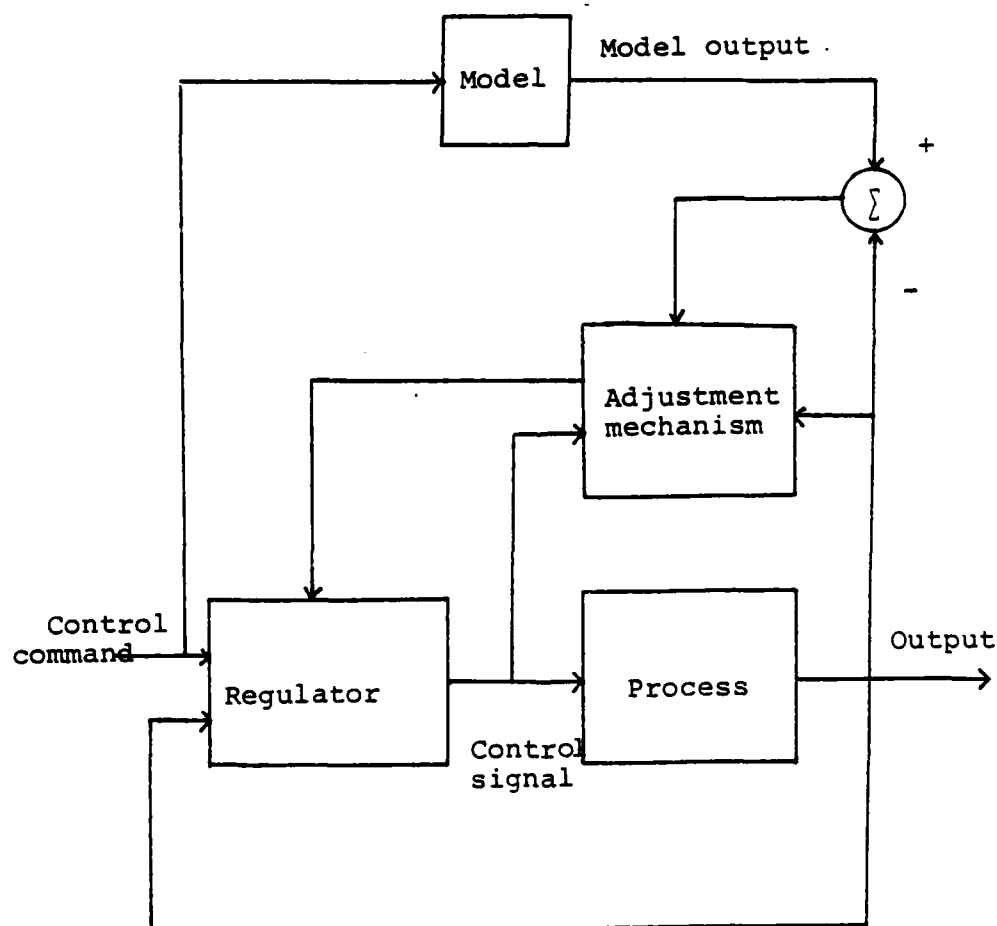 Model output
Model
+
Σ
-
Adjustment
mechanism
Control
command
Output
Regulator
Process
Control
signal